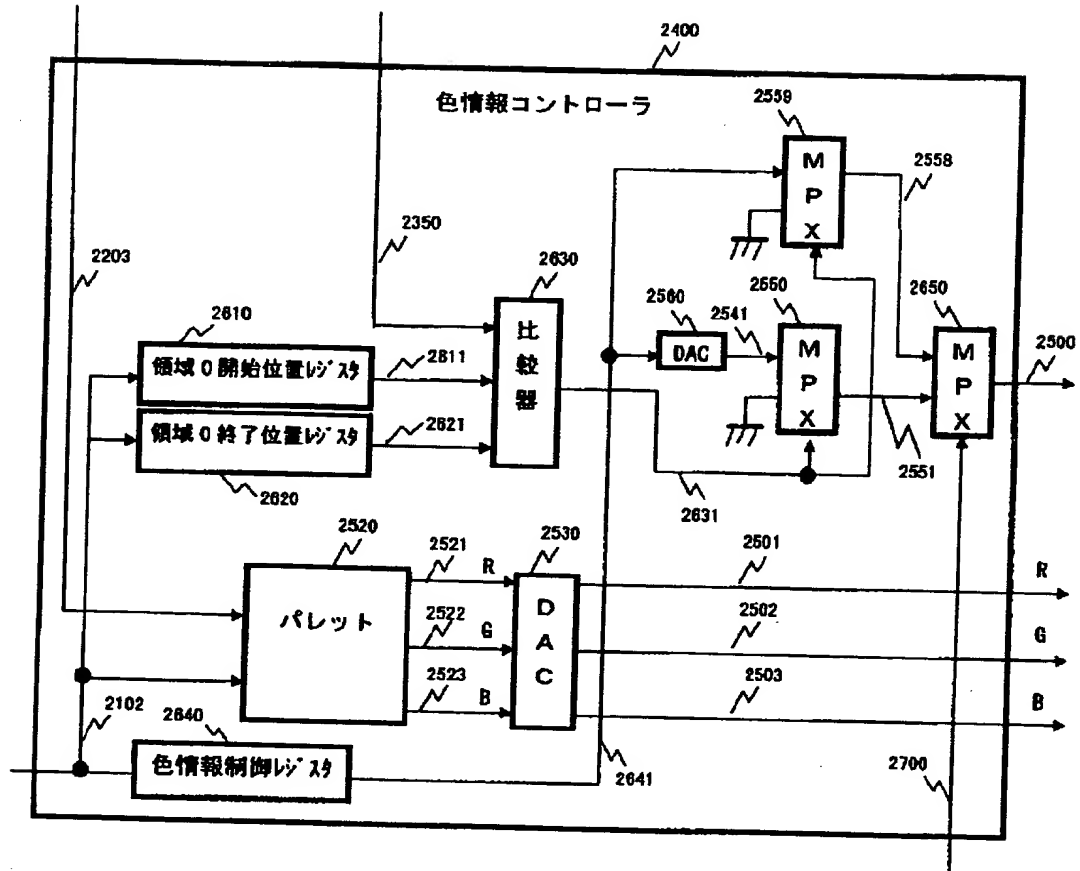 2400
色情報コントローラ
2559
M
P
X
2558
2203
2350
2630
比
較
器
2610
領域0開始位置レジスタ
2811
領域0終了位置レジスタ
2621
2620
2560
DAC
2541
2550
M
P
X
2551
2650
M
P
X
2500
2631
2520
パレット
2521
R
2522
G
2523
B
2530
D
A
C
2501
R
2502
G
2503
B
2102
2640
色情報制御レジスタ
2641
2700